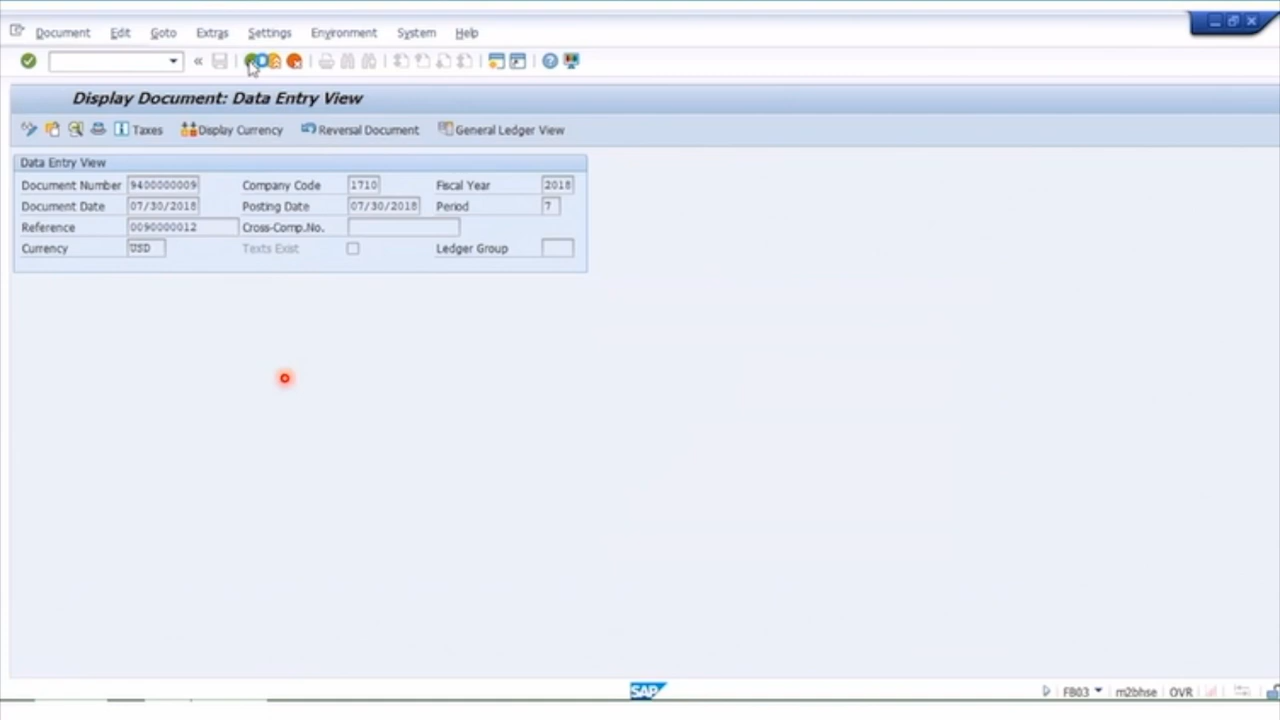 Document Edit Goto Extras Settings Environment System Help
Display Document: Data Entry View
Taxes Display Currency Reversal Document General Ledger View
Data Entry View
Document Number 9400000009 Company Code 1710 Fiscal Year 2018
Document Date 07/30/2018 Posting Date 07/30/2018 Period 7
Reference 0090000012 Cross-Comp.No.
Currency USD Texts Exist Ledger Group
SAP FB03 m2bhse OVR